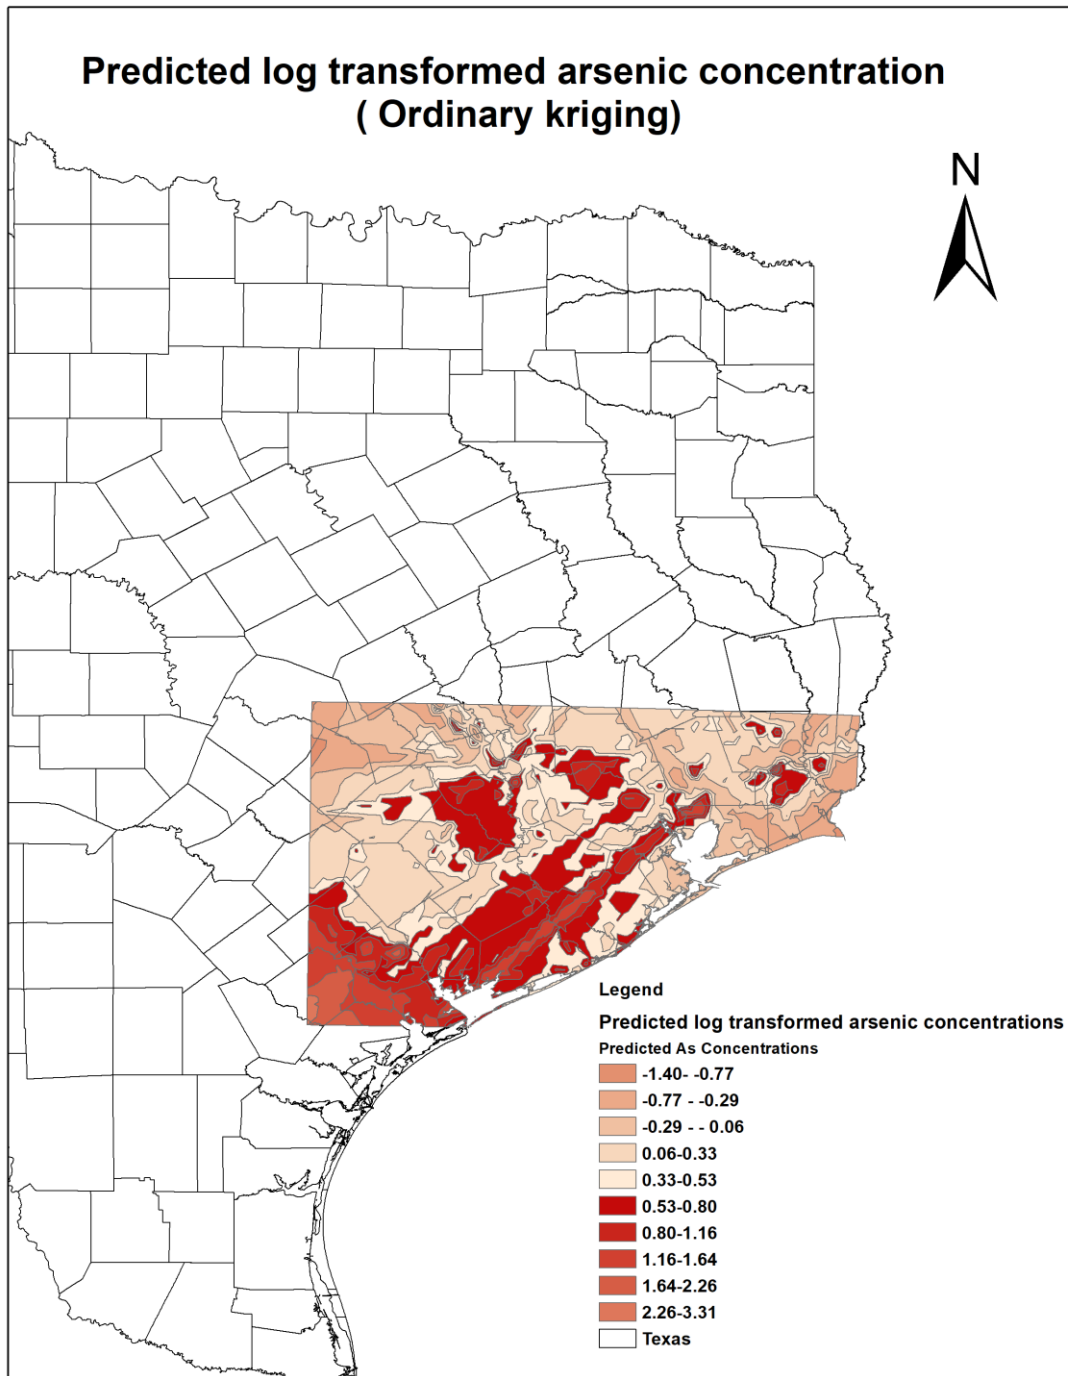 Predicted log transformed arsenic concentration
( Ordinary kriging)
N
Legend
Predicted log transformed arsenic concentrations
Predicted As Concentrations
-1.40- -0.77
-0.77 - -0.29
-0.29 - - 0.06
0.06-0.33
0.33-0.53
0.53-0.80
0.80-1.16
1.16-1.64
1.64-2.26
2.26-3.31
Texas